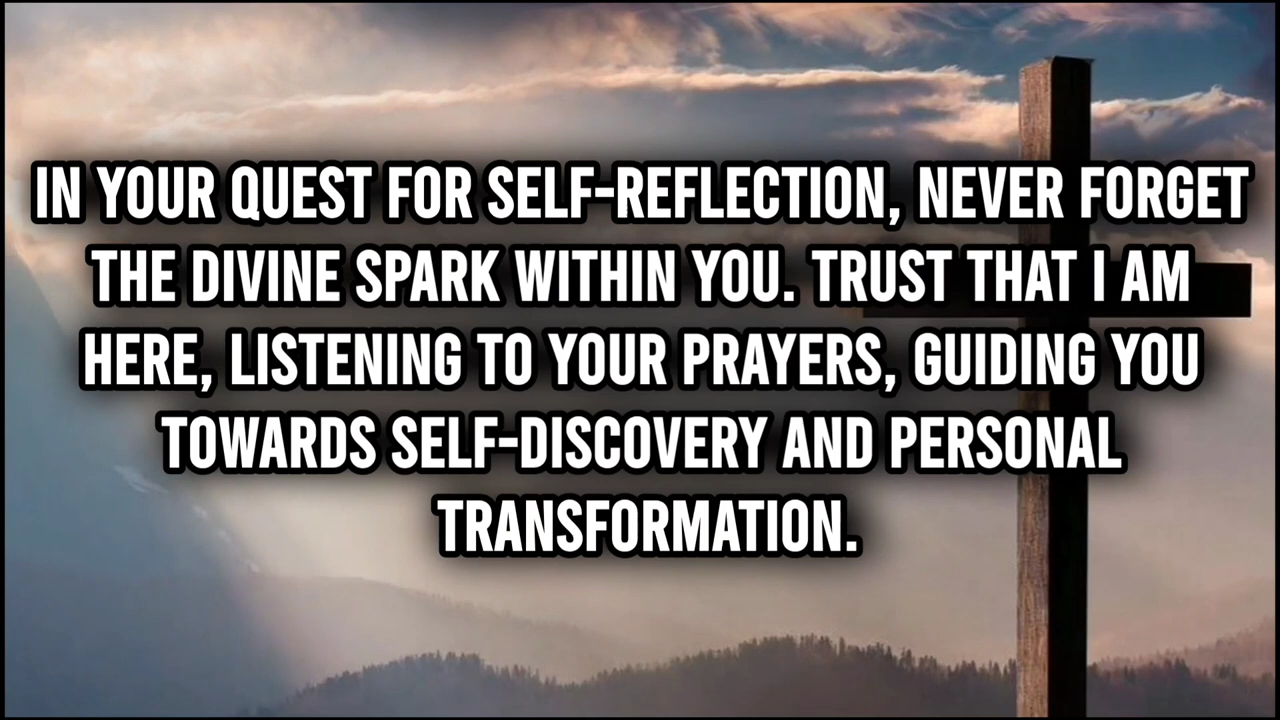 IN YOUR QUEST FOR SELF-REFLECTION, NEVER FORGET
THE DIVINE SPARK WITHIN YOU. TRUST THAT I AM
HERE, LISTENING TO YOUR PRAYERS, GUIDING YOU
TOWARDS SELF-DISCOVERY AND PERSONAL
TRANSFORMATION.